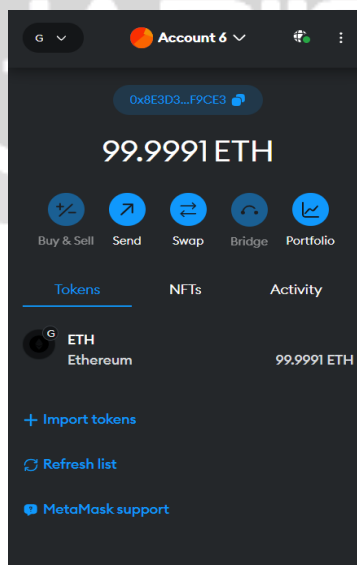 G
Account 6
0x8E3D3...F9CE3
99.9991 ETH
Buy & Sell Send Swap Bridge Portfolio
Tokens NFTs Activity
G
ETH
Ethereum 99.9991 ETH
+ Import tokens
Refresh list
MetaMask support